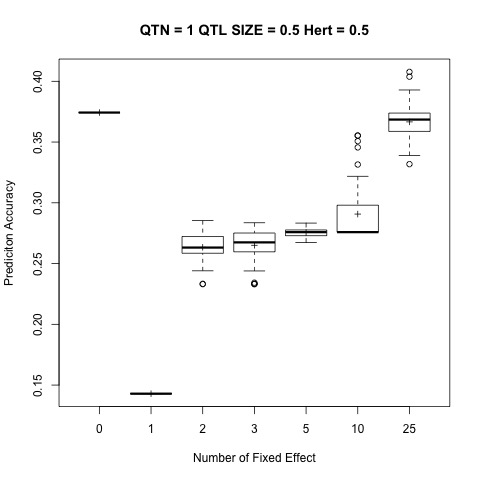 QTN = 1 QTL SIZE = 0.5 Hert = 0.5
Prediciton Accuracy
0.40
0.35
0.30
0.25
0.20
0.15
0 1 2 3 5 10 25
Number of Fixed Effect